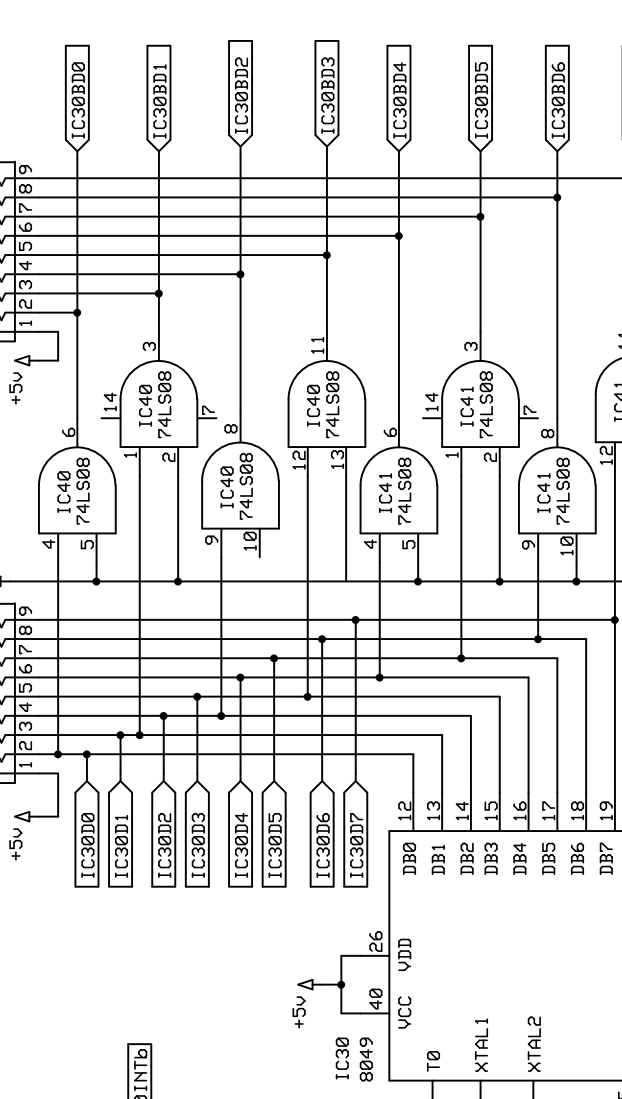 IC30BD0
IC30BD1
IC30BD2
IC30BD3
IC30BD4
IC30BD5
IC30BD6
9
8
7
6
5
4
3
2
1
+5v
3
11
3
14
IC40
74LS08
7
IC40
74LS08
14
IC41
74LS08
7
6
8
6
8
1
2
12
13
1
2
12
IC40
74LS08
IC40
74LS08
IC41
74LS08
IC41
74LS08
4
5
9
10
4
5
9
10
9
8
7
6
5
4
3
2
1
+5v
IC30D0
IC30D1
IC30D2
IC30D3
IC30D4
IC30D5
IC30D6
IC30D7
12
13
14
15
16
17
18
19
DB0
DB1
DB2
DB3
DB4
DB5
DB6
DB7
26
VDD
40
VCC
+5v
IC30
8049
T0
XTAL1
XTAL2